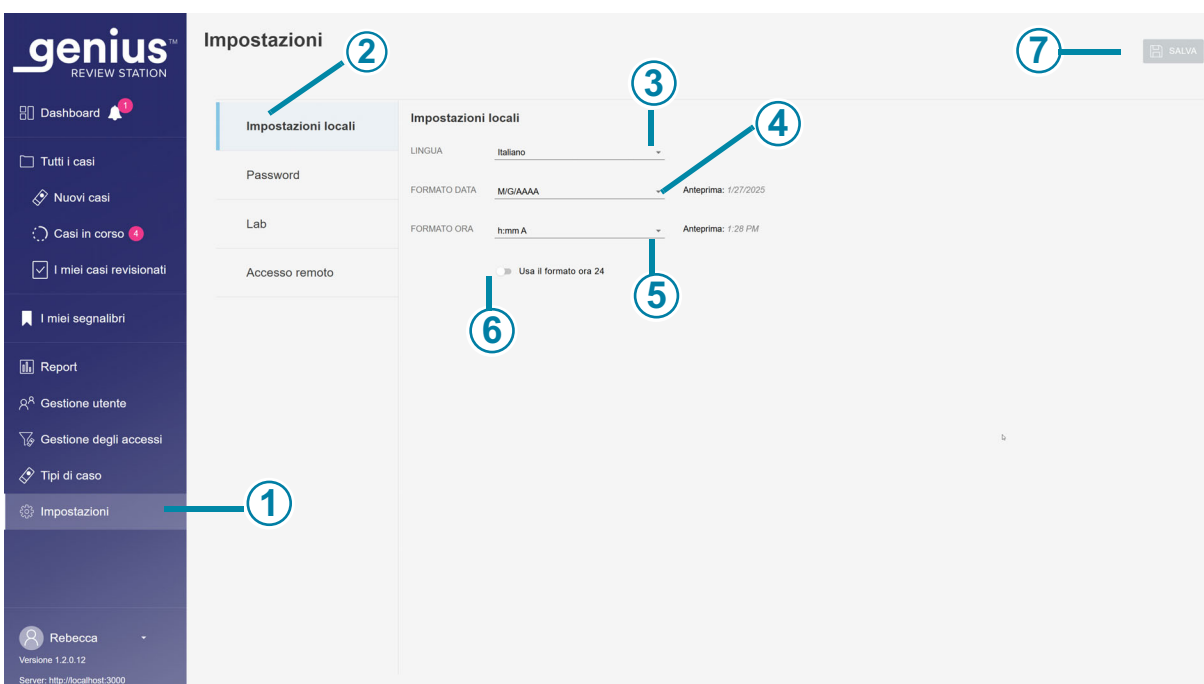 genius™
REVIEW STATION
Dashboard 1
Tutti i casi
Nuovi casi
Casi in corso 4
I miei casi revisionati
I miei segnalibri
Report
Gestione utente
Gestione degli accessi
Tipi di caso
Impostazioni
1
Rebecca
Versione 1.2.0.12
Server: http://localhost:3000
Impostazioni
2
7
SALVA
Impostazioni locali
Password
Lab
Accesso remoto
Impostazioni locali
3
4
LINGUA Italiano
FORMATO DATA M/G/AAAA Anteprima: 1/27/2025
FORMATO ORA h:mm A Anteprima: 1:28 PM
Usa il formato ora 24
5
6